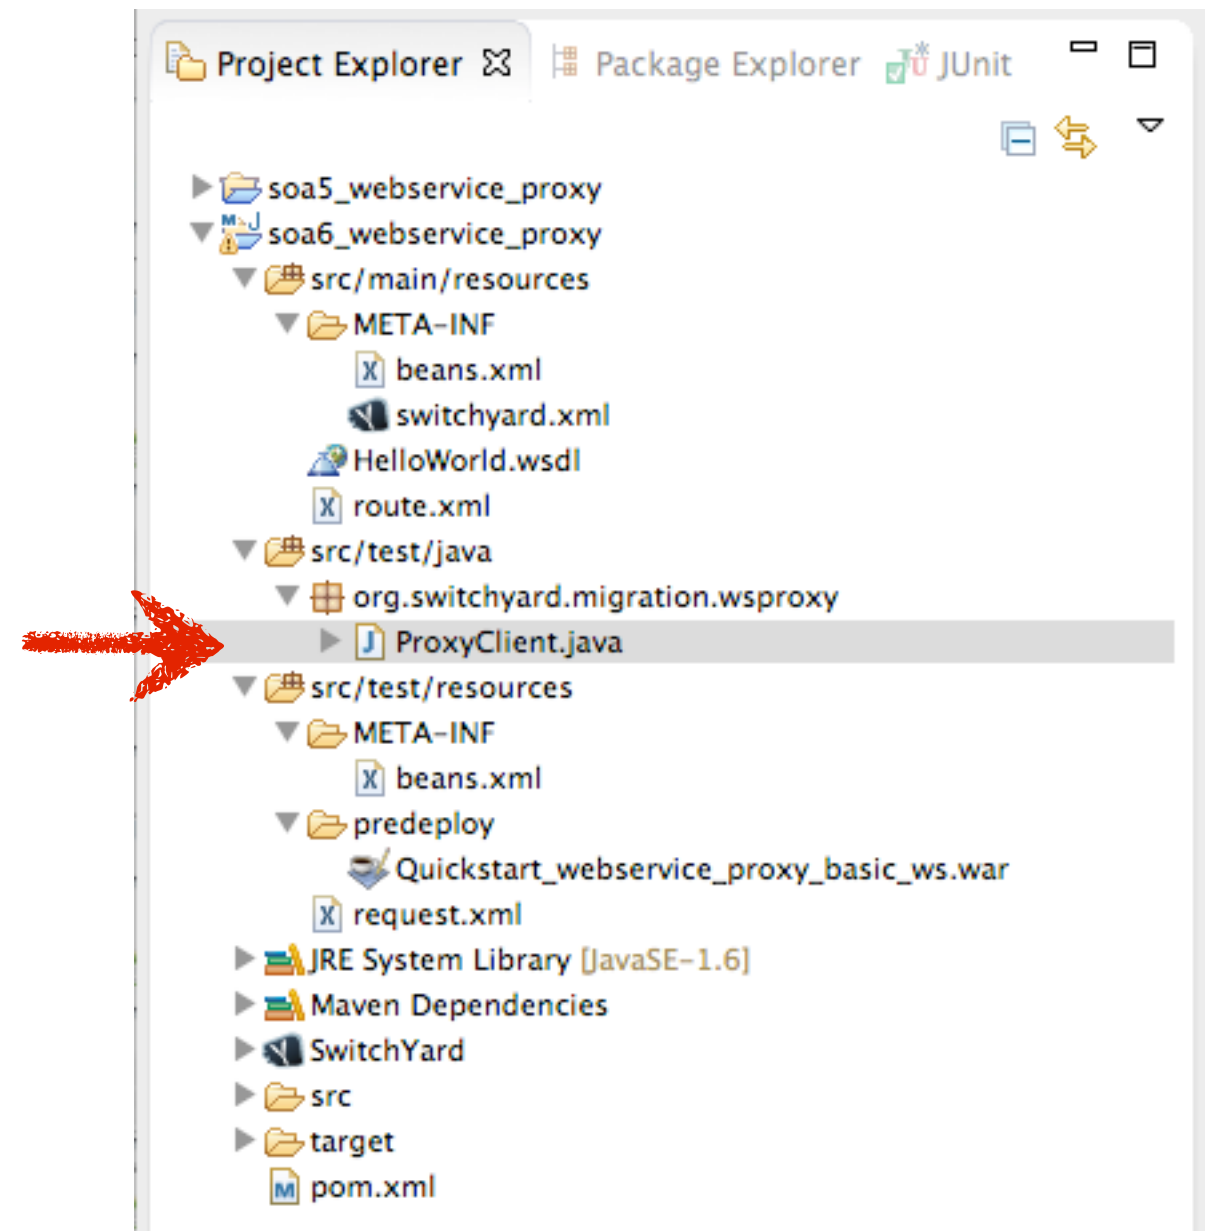 Project Explorer Package Explorer JUnit
soa5_webservice_proxy
soa6_webservice_proxy
src/main/resources
META-INF
beans.xml
switchyard.xml
HelloWorld.wsdl
route.xml
src/test/java
org.switchyard.migration.wsproxy
ProxyClient.java
src/test/resources
META-INF
beans.xml
predeploy
Quickstart_webservice_proxy_basic_ws.war
request.xml
JRE System Library [JavaSE-1.6]
Maven Dependencies
SwitchYard
src
target
pom.xml